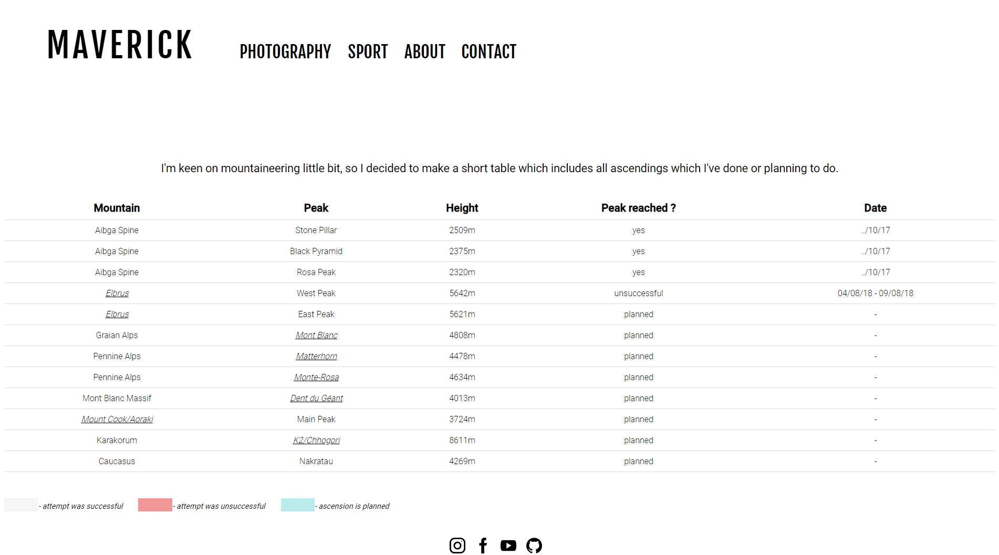 MAVERICK PHOTOGRAPHY SPORT ABOUT CONTACT
I'm keen on mountaineering little bit, so I decided to make a short table which includes all ascendings which I've done or planning to do.
Mountain Peak Height Peak reached ? Date
Aibga Spine Stone Pillar 2509m yes ../10/17
Aibga Spine Black Pyramid 2375m yes ../10/17
Aibga Spine Rosa Peak 2320m yes ../10/17
Elbrus West Peak 5642m unsuccessful 04/08/18 - 09/08/18
Elbrus East Peak 5621m planned -
Graian Alps Mont Blanc 4808m planned -
Pennine Alps Matterhorn 4478m planned -
Pennine Alps Monte-Rosa 4634m planned -
Mont Blanc Massif Dent du Géant 4013m planned -
Mount Cook/Aoraki Main Peak 3724m planned -
Karakorum K2/Chhogori 8611m planned -
Caucasus Nakratau 4269m planned -
- attempt was successful - attempt was unsuccessful - ascension is planned